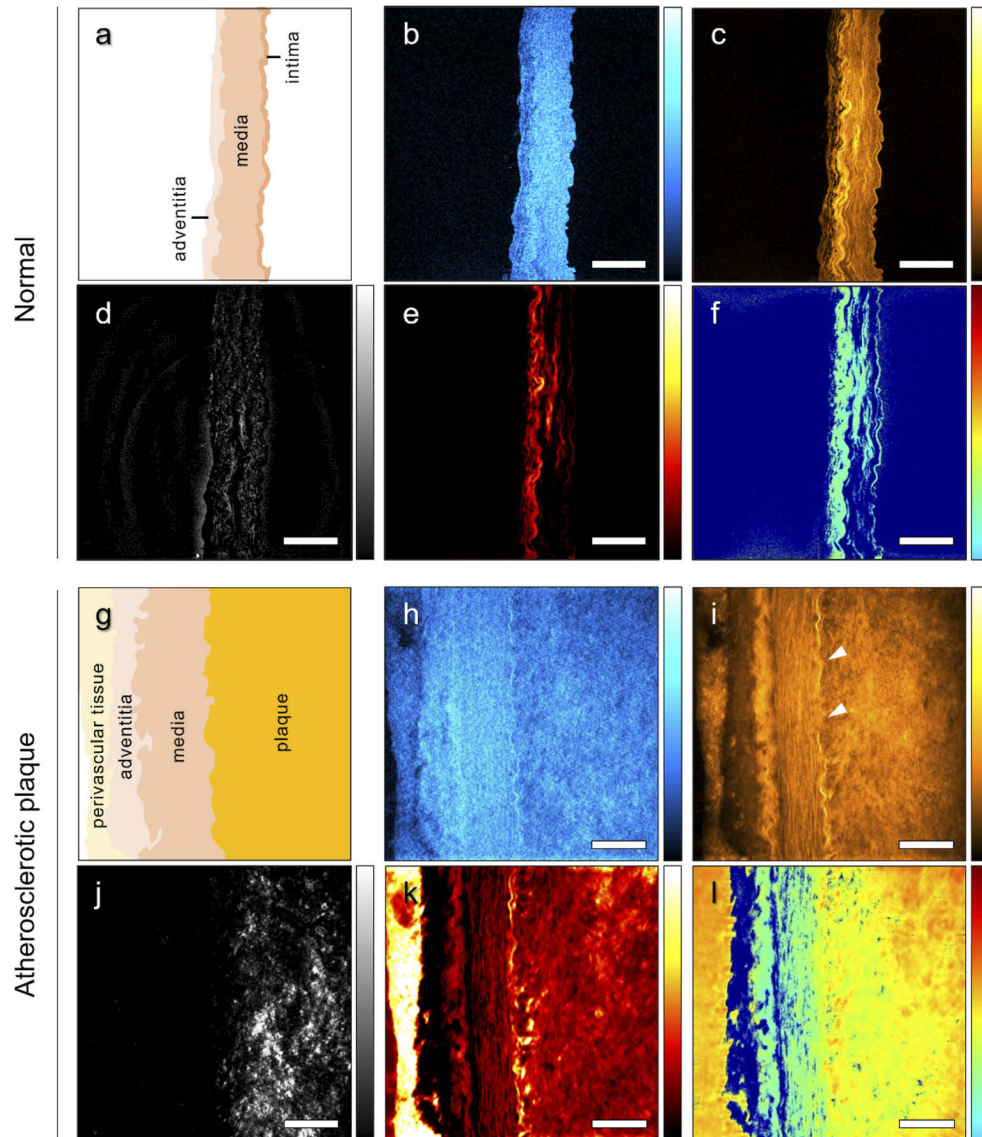 Normal
a
intima
media
adventitia
b
c
d
e
f
Atherosclerotic plaque
g
perivascular tissue
adventitia
media
plaque
h
i
j
k
l